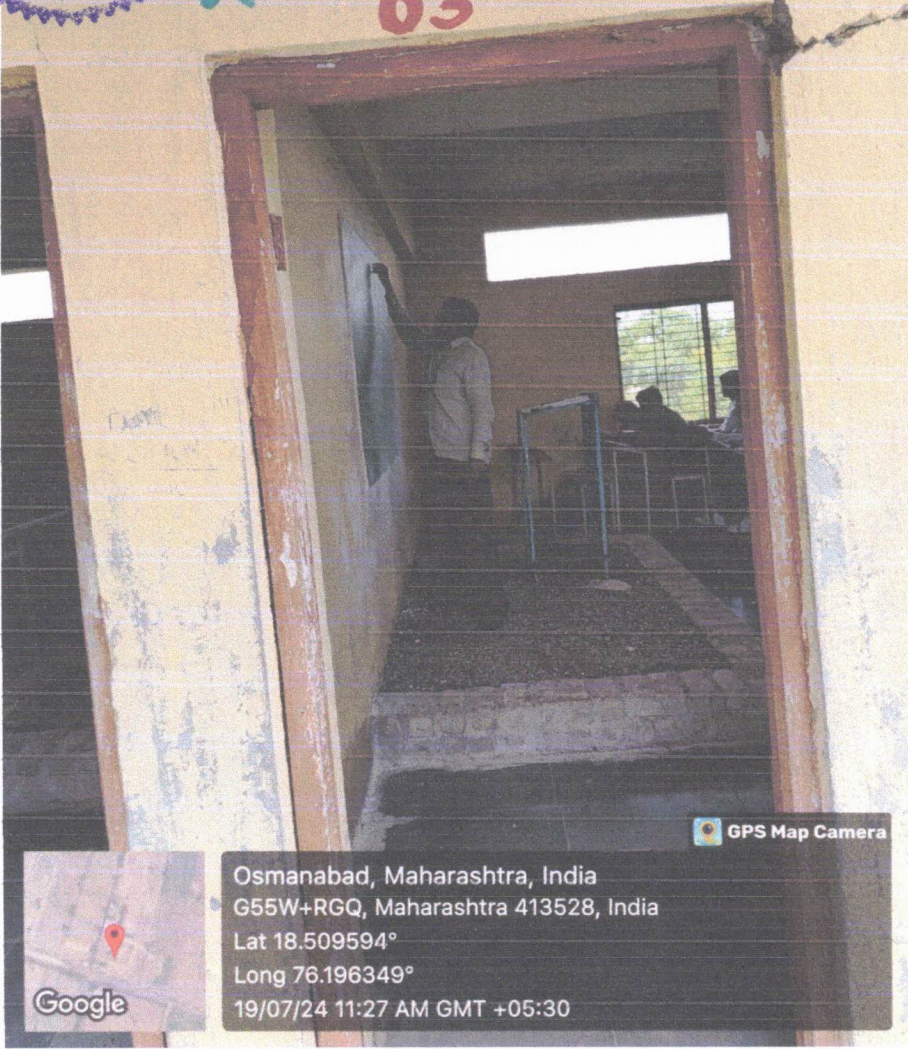 03
GPS Map Camera
Osmanabad, Maharashtra, India
G55W+RGQ, Maharashtra 413528, India
Lat 18.509594°
Long 76.196349°
19/07/24 11:27 AM GMT +05:30
Google